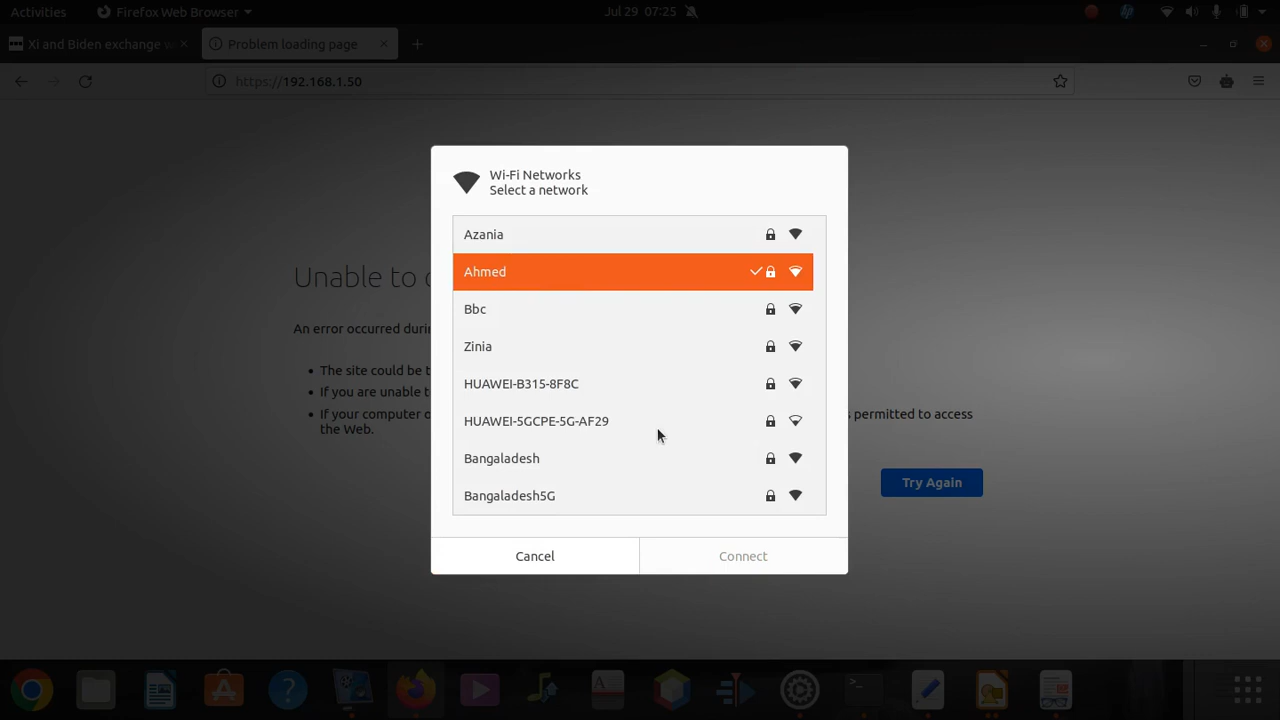 Activities
Firefox Web Browser
Jul 29 07:25
Xi and Biden exchange
Problem loading page
https://192.168.1.50
Wi-Fi Networks
Select a network
Azania
Ahmed
Bbc
Zinia
HUAWEI-B315-8F8C
HUAWEI-5GCPE-5G-AF29
Bangaladesh
Bangaladesh5G
Cancel
Connect
Unable to
An error occurred
The site could be
If you are unable
If your computer
s permitted to access
the Web.
Try Again